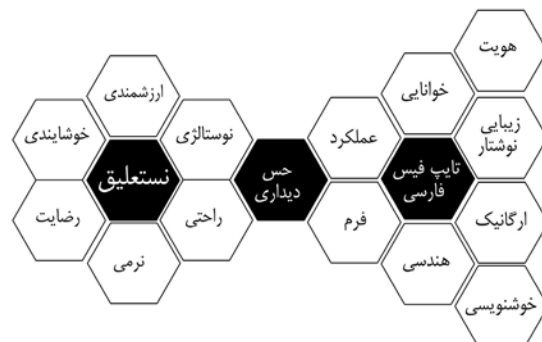 هویت
خوانایی
زیبایی
نوشتار
عملکرد
تایپ فیس
فارسی
ارگانیک
فرم
هندسی
خوشنویسی
حس
دیداری
ارزشمندی
نوستالژی
خوشایندی
نستعلیق
راحتی
رضایت
نرمی